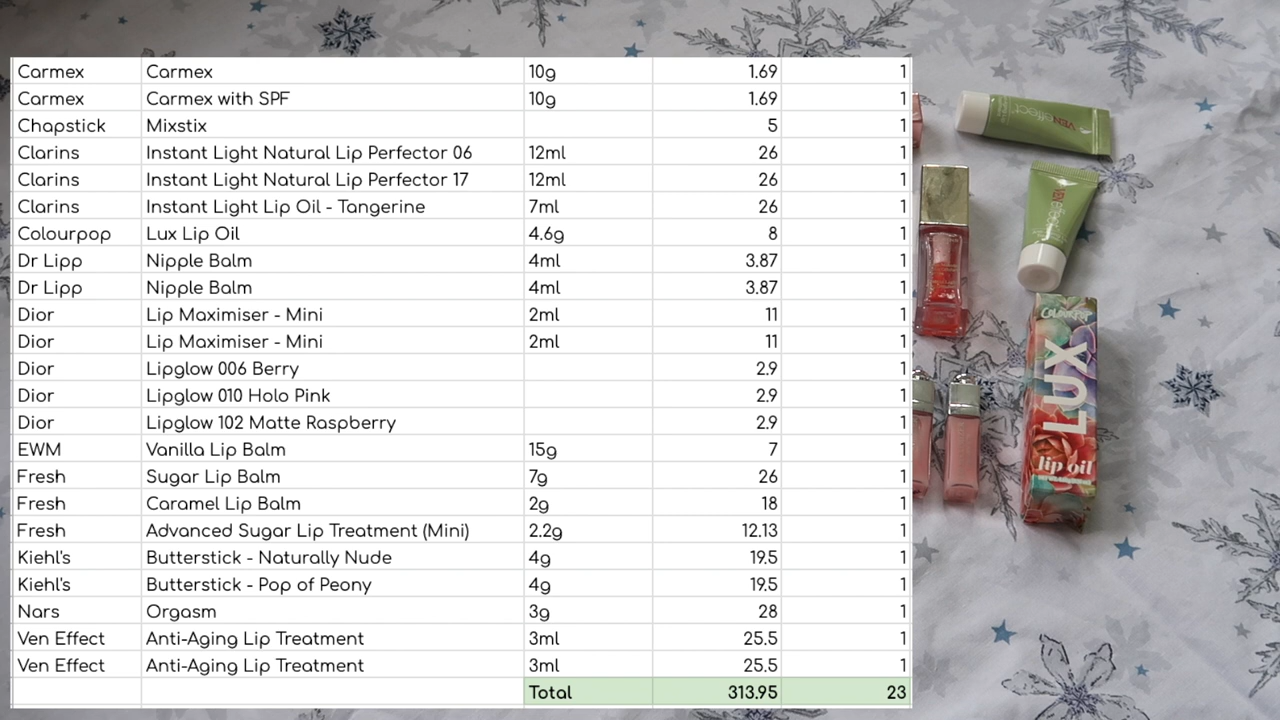 Carmex Carmex 10g 1.69 1
Carmex Carmex with SPF 10g 1.69 1
Chapstick Mixstix 5 1
Clarins Instant Light Natural Lip Perfector 06 12ml 26 1
Clarins Instant Light Natural Lip Perfector 17 12ml 26 1
Clarins Instant Light Lip Oil - Tangerine 7ml 26 1
Colourpop Lux Lip Oil 4.6g 8 1
Dr Lipp Nipple Balm 4ml 3.87 1
Dr Lipp Nipple Balm 4ml 3.87 1
Dior Lip Maximiser - Mini 2ml 11 1
Dior Lip Maximiser - Mini 2ml 11 1
Dior Lipglow 006 Berry 2.9 1
Dior Lipglow 010 Holo Pink 2.9 1
Dior Lipglow 102 Matte Raspberry 2.9 1
EWM Vanilla Lip Balm 15g 7 1
Fresh Sugar Lip Balm 7g 26 1
Fresh Caramel Lip Balm 2g 18 1
Fresh Advanced Sugar Lip Treatment (Mini) 2.2g 12.13 1
Kiehl's Butterstick - Naturally Nude 4g 19.5 1
Kiehl's Butterstick - Pop of Peony 4g 19.5 1
Nars Orgasm 3g 28 1
Ven Effect Anti-Aging Lip Treatment 3ml 25.5 1
Ven Effect Anti-Aging Lip Treatment 3ml 25.5 1
Total 313.95 23
VENeffect
VENeffect
COLOURPOP
LUX
lip oil